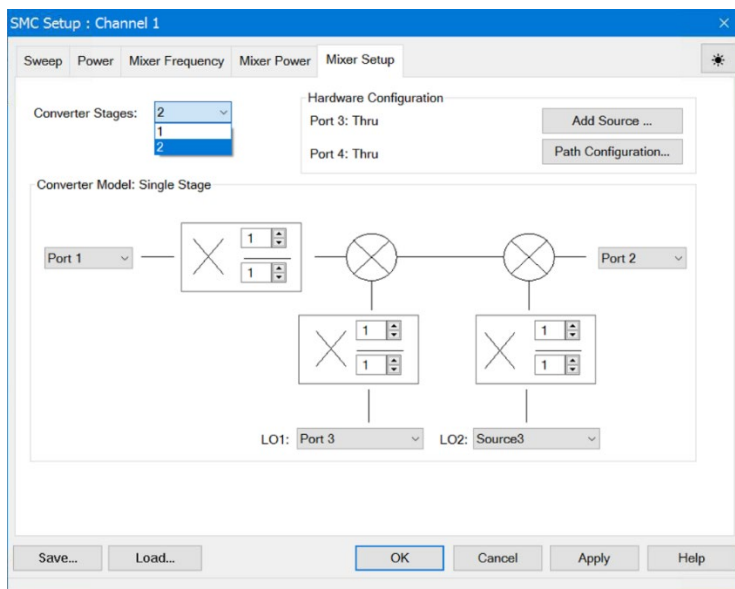 SMC Setup : Channel 1
Sweep Power Mixer Frequency Mixer Power Mixer Setup
Converter Stages: 2
1
2
Hardware Configuration
Port 3: Thru Add Source ...
Port 4: Thru Path Configuration...
Converter Model: Single Stage
Port 1
1
1
Port 2
1
1
1
1
LO1: Port 3 LO2: Source3
Save... Load... OK Cancel Apply Help